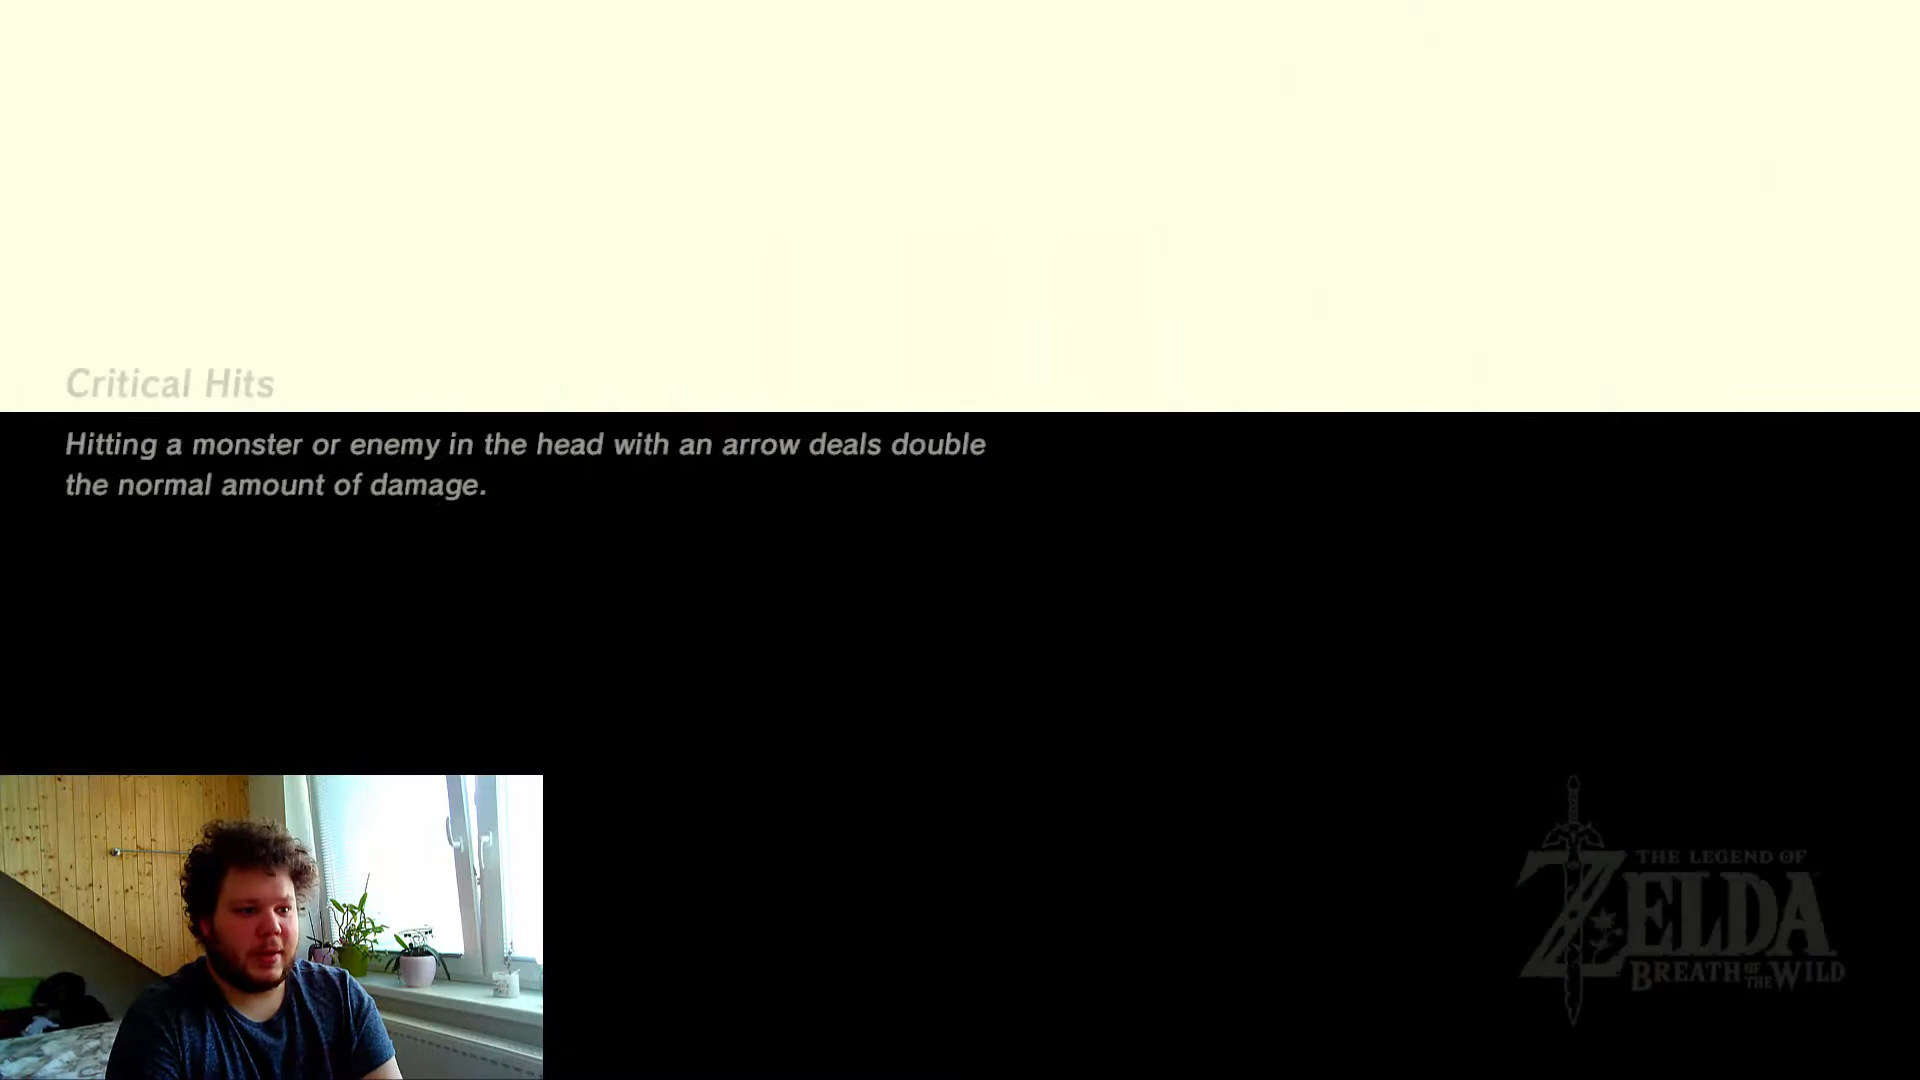 Critical Hits
Hitting a monster or enemy in the head with an arrow deals double
the normal amount of damage.
THE LEGEND OF
ZELDA
BREATH OF THE WILD